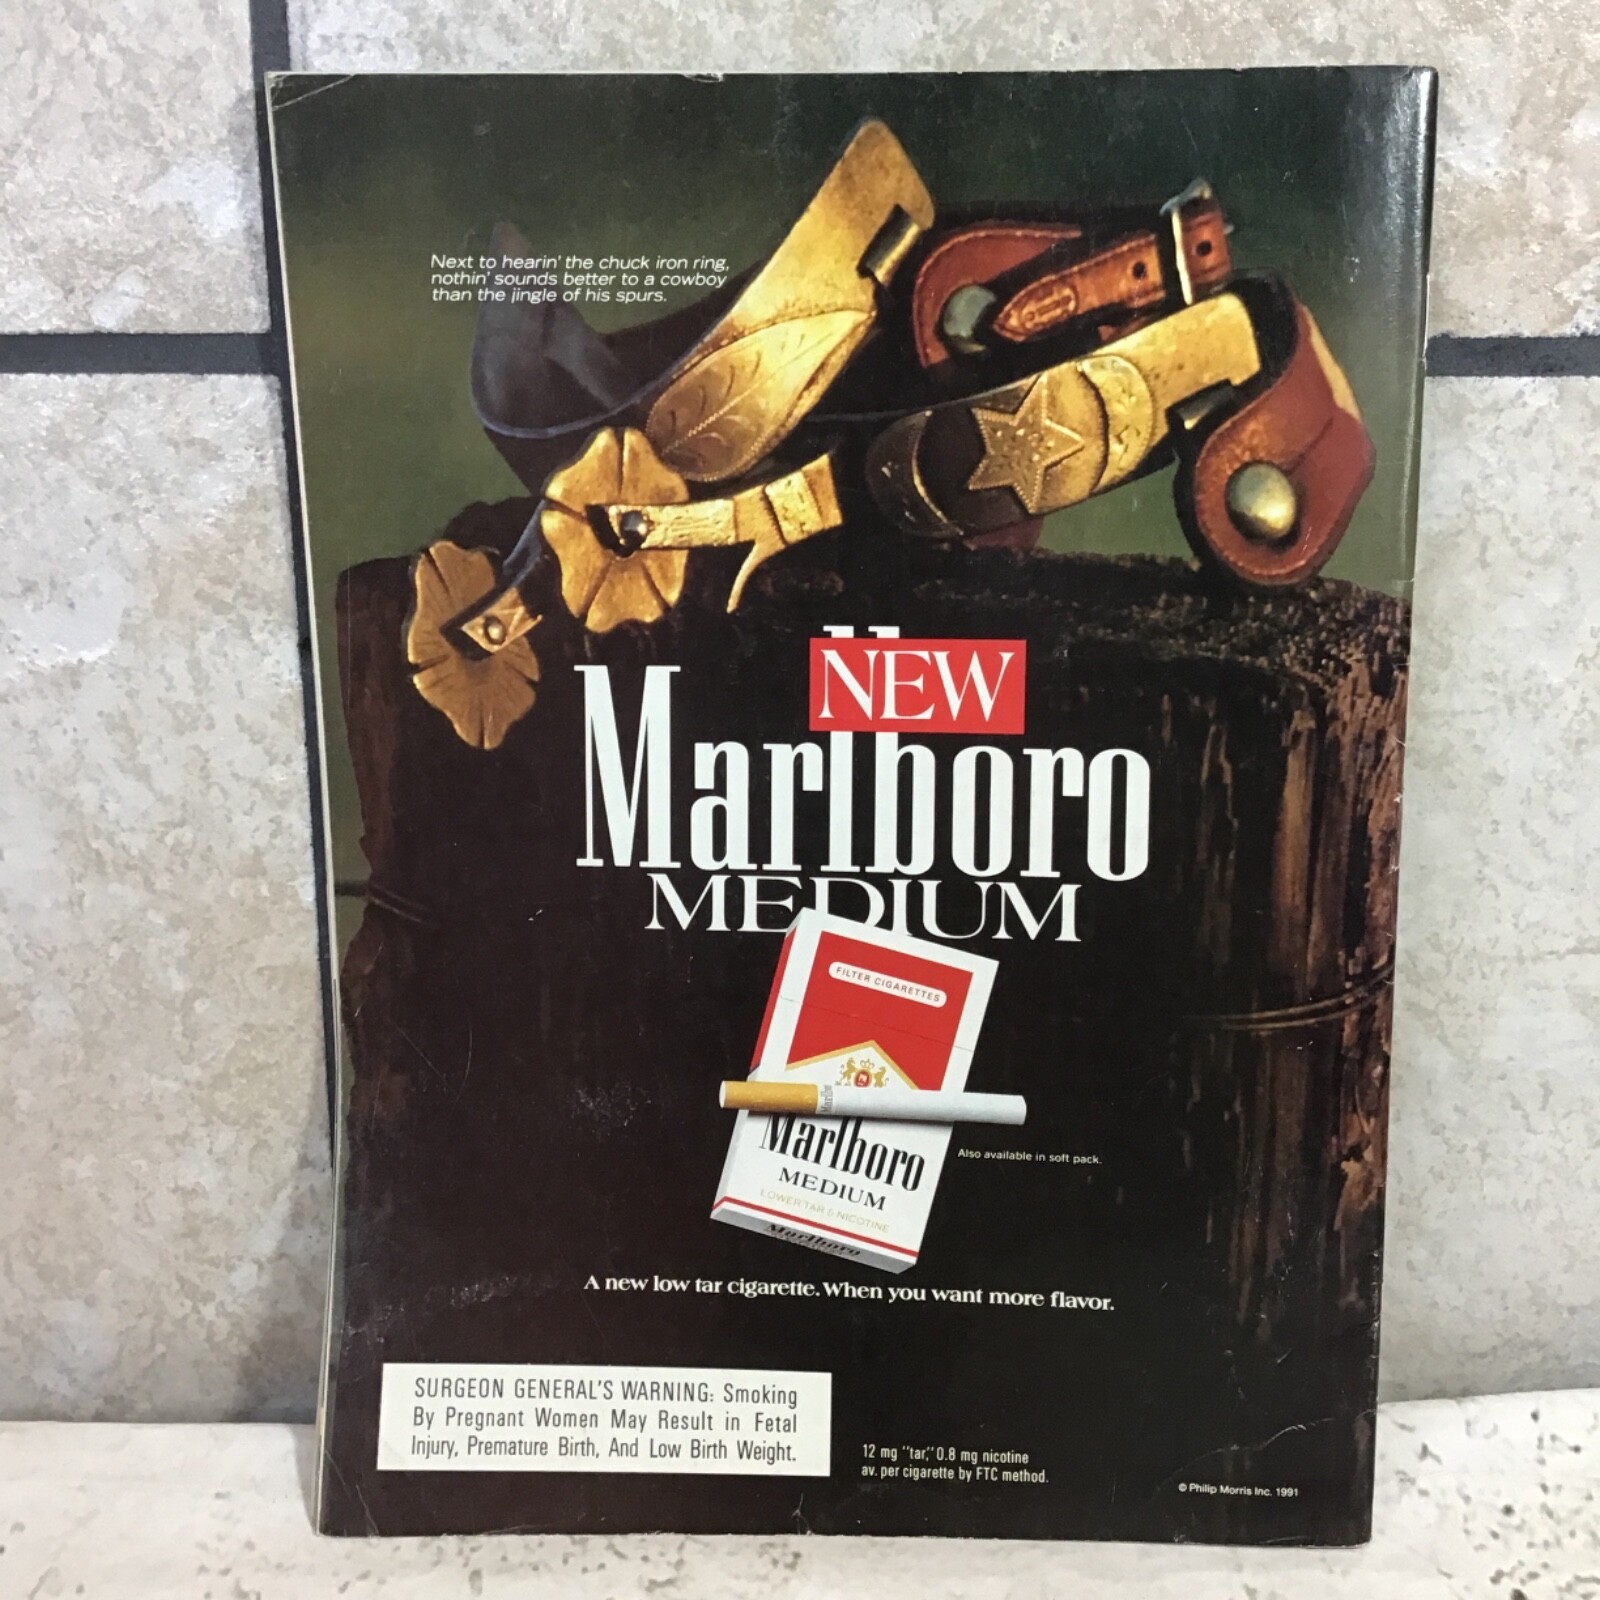 Next to hearin' the chuck iron ring,
nothin' sounds better to a cowboy
than the jingle of his spurs.
NEW
Marlboro
MEDIUM
FILTER CIGARETTES
Marlboro
Marlboro
MEDIUM
LOWER TAR & NICOTINE
Marlboro
Also available in soft pack.
A new low tar cigarette. When you want more flavor.
SURGEON GENERAL'S WARNING: Smoking
By Pregnant Women May Result in Fetal
Injury, Premature Birth, And Low Birth Weight.
12 mg "tar," 0.8 mg nicotine
av. per cigarette by FTC method.
© Philip Morris Inc. 1991